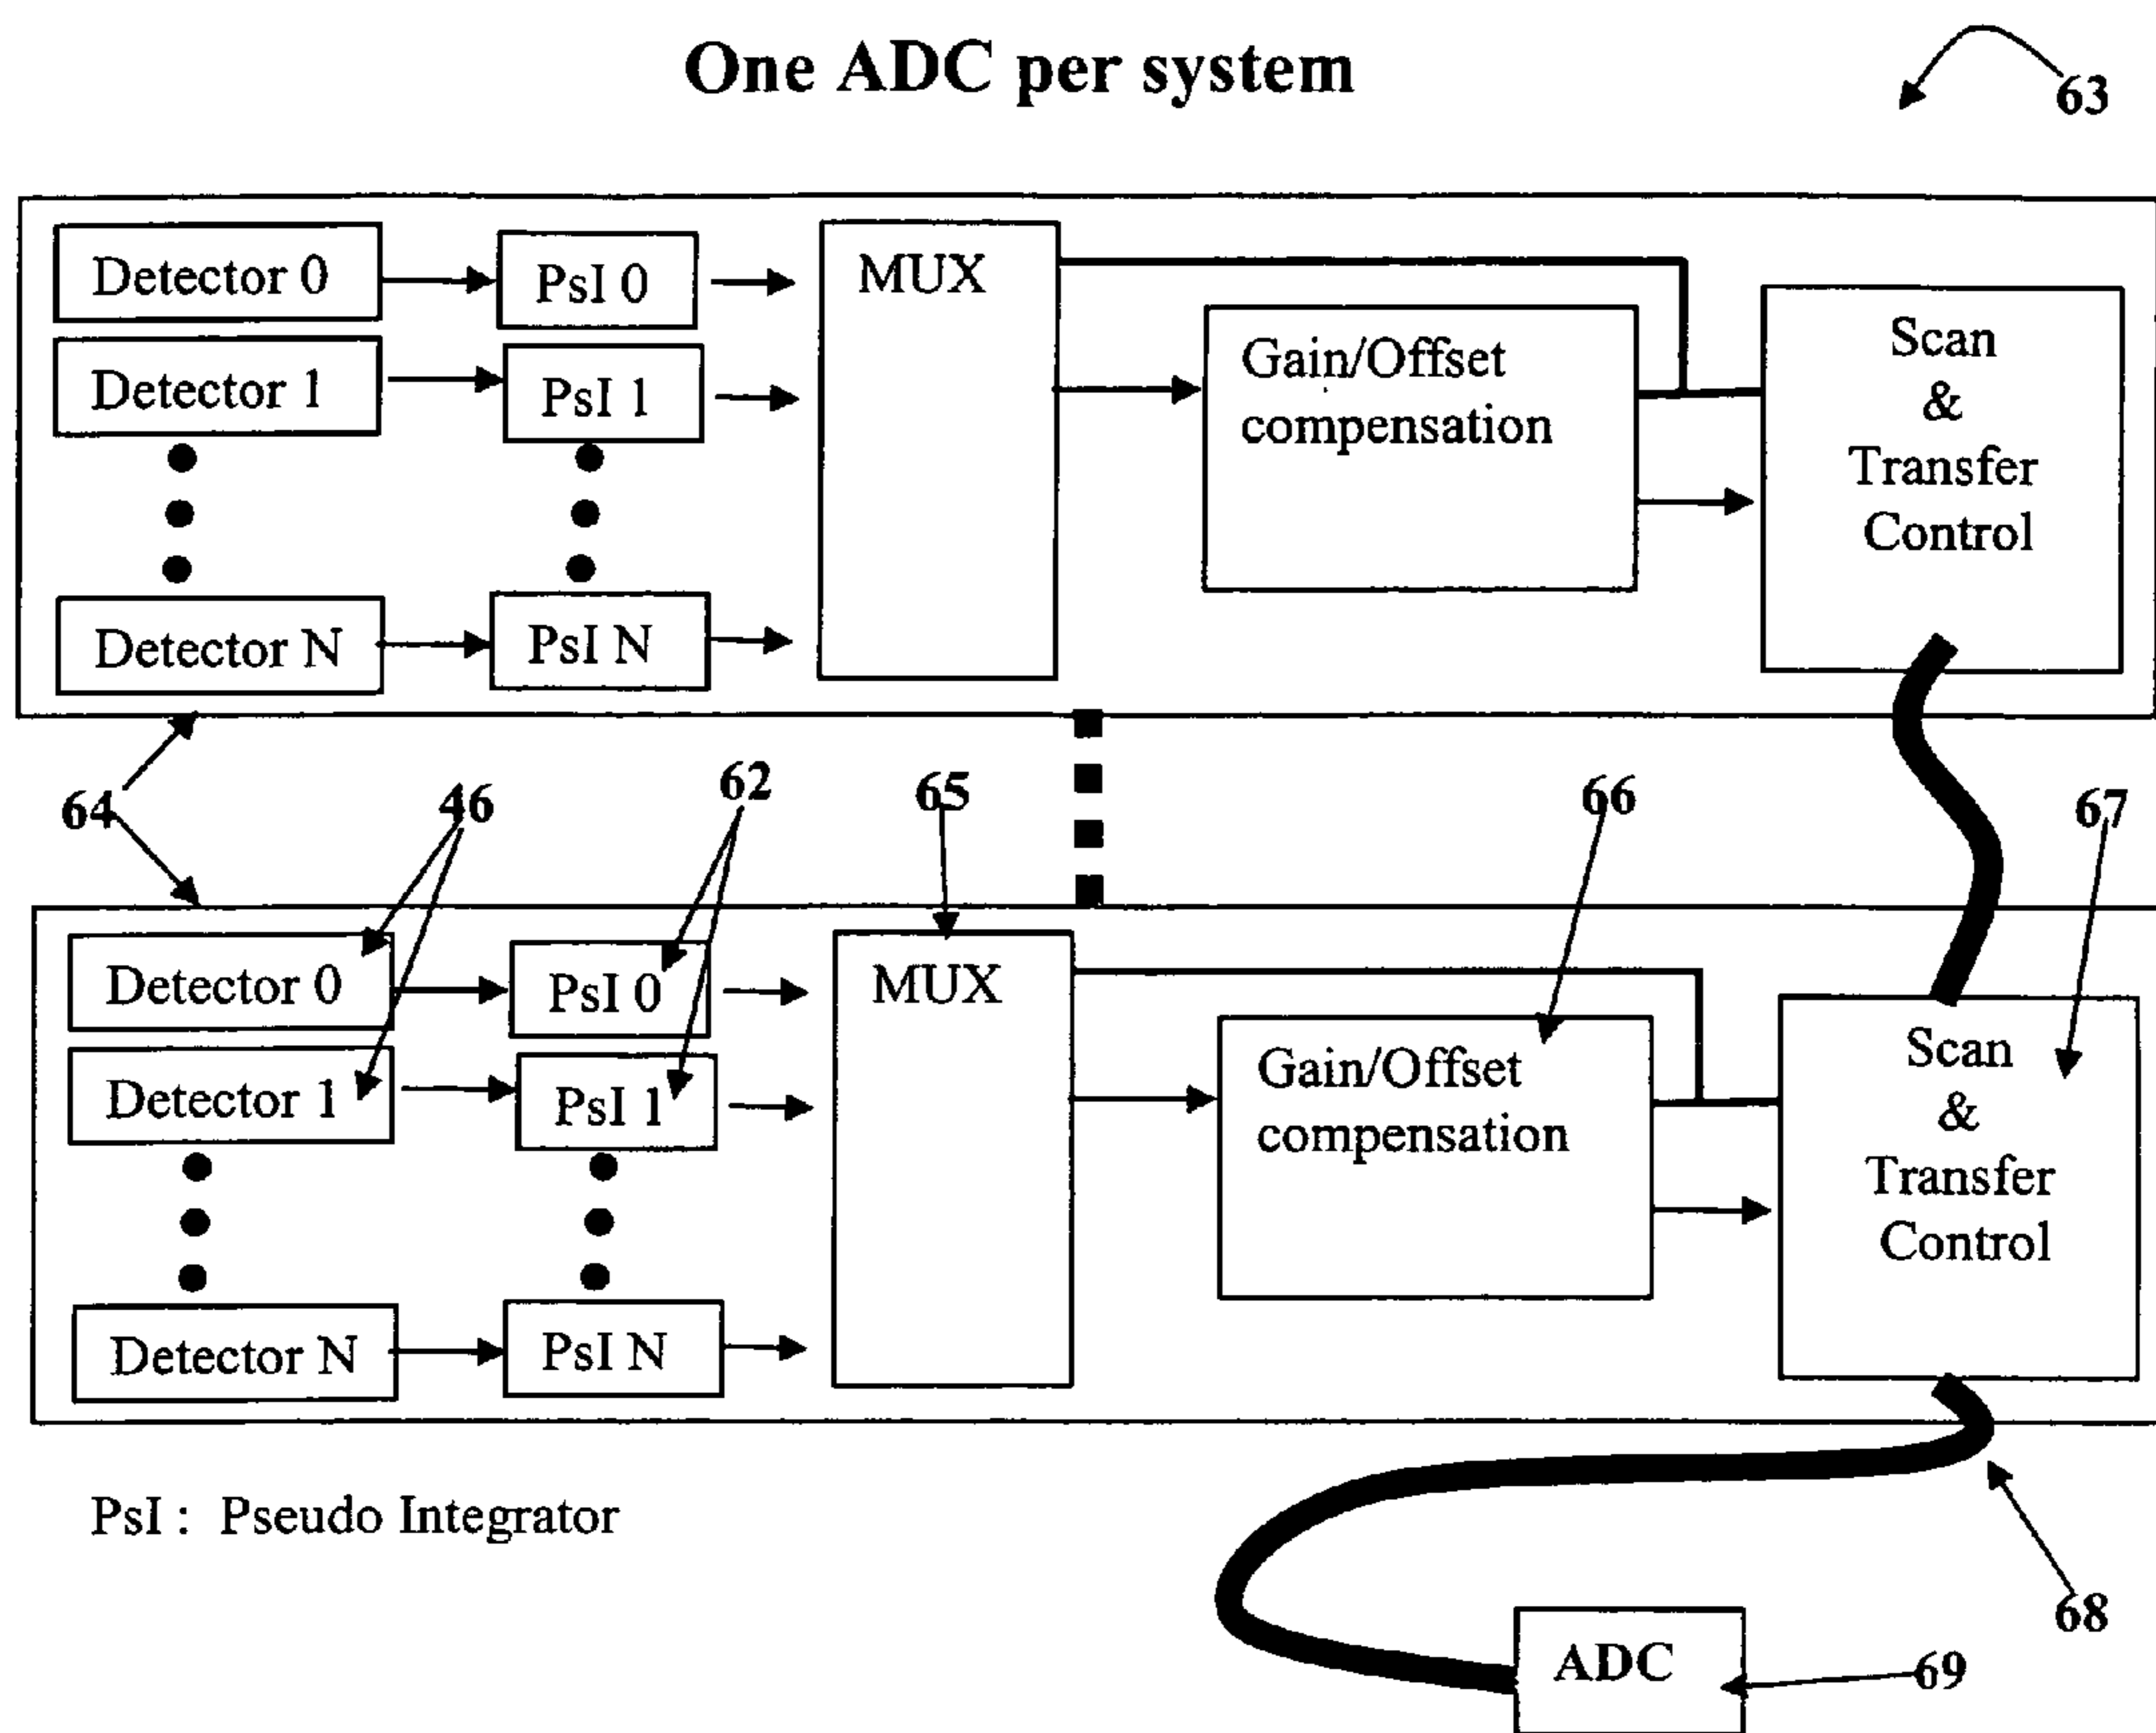 One ADC per system
63
Detector 0
PsI 0
MUX
Detector 1
PsI 1
Gain/Offset
compensation
Scan
&
Transfer
Control
Detector N
PsI N
64
46
62
65
66
67
Detector 0
PsI 0
MUX
Detector 1
PsI 1
Gain/Offset
compensation
Scan
&
Transfer
Control
Detector N
PsI N
PsI : Pseudo Integrator
68
ADC
69